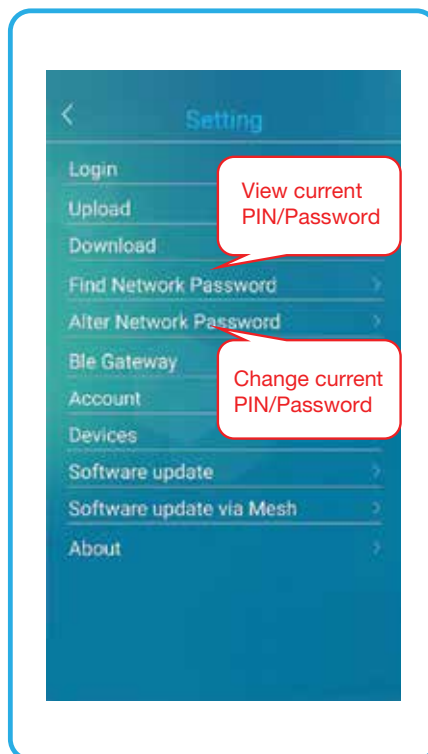 Setting
Login
View current
PIN/Password
Upload
Download
Find Network Password
Alter Network Password
Ble Gateway
Change current
PIN/Password
Account
Devices
Software update
Software update via Mesh
About